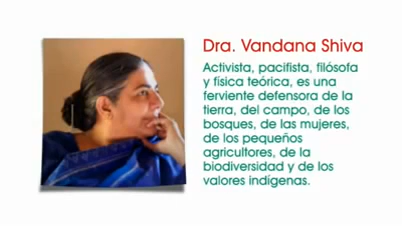 Dra. Vandana Shiva
Activista, pacifista, filósofa
y física teórica, es una
ferviente defensora de la
tierra, del campo, de los
bosques, de las mujeres,
de los pequeños
agricultores, de la
biodiversidad y de los
valores indígenas.